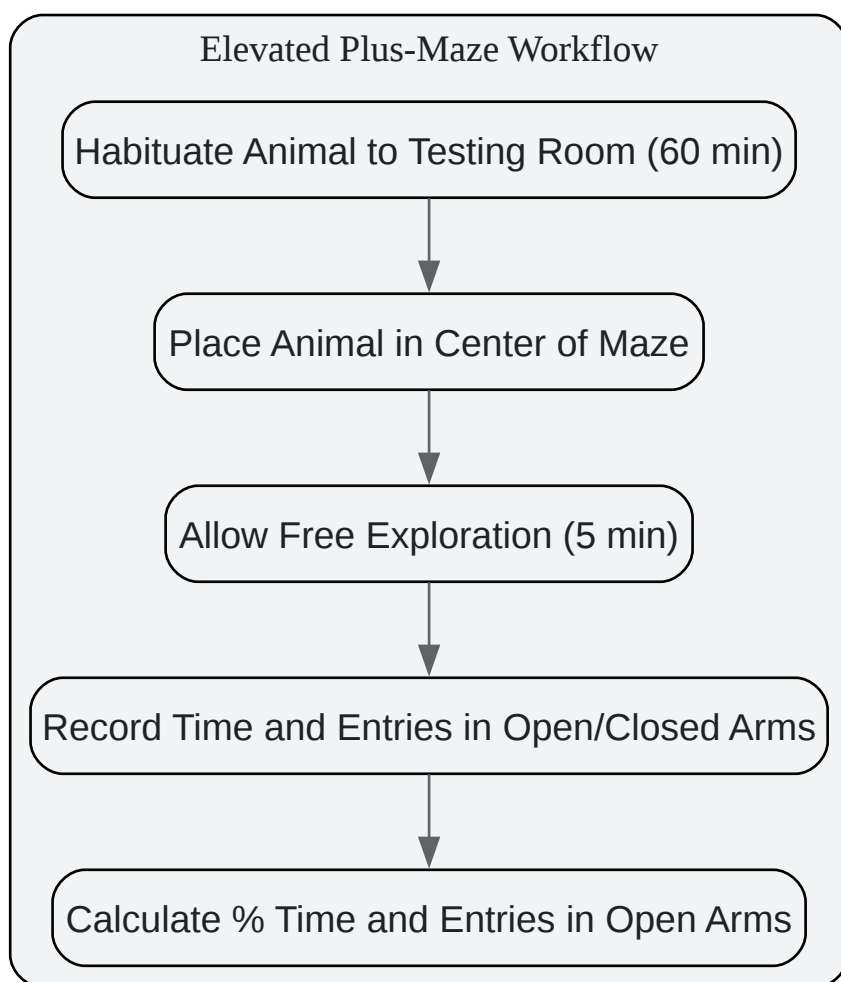 Elevated Plus-Maze Workflow
Habituate Animal to Testing Room (60 min)
Place Animal in Center of Maze
Allow Free Exploration (5 min)
Record Time and Entries in Open/Closed Arms
Calculate % Time and Entries in Open Arms